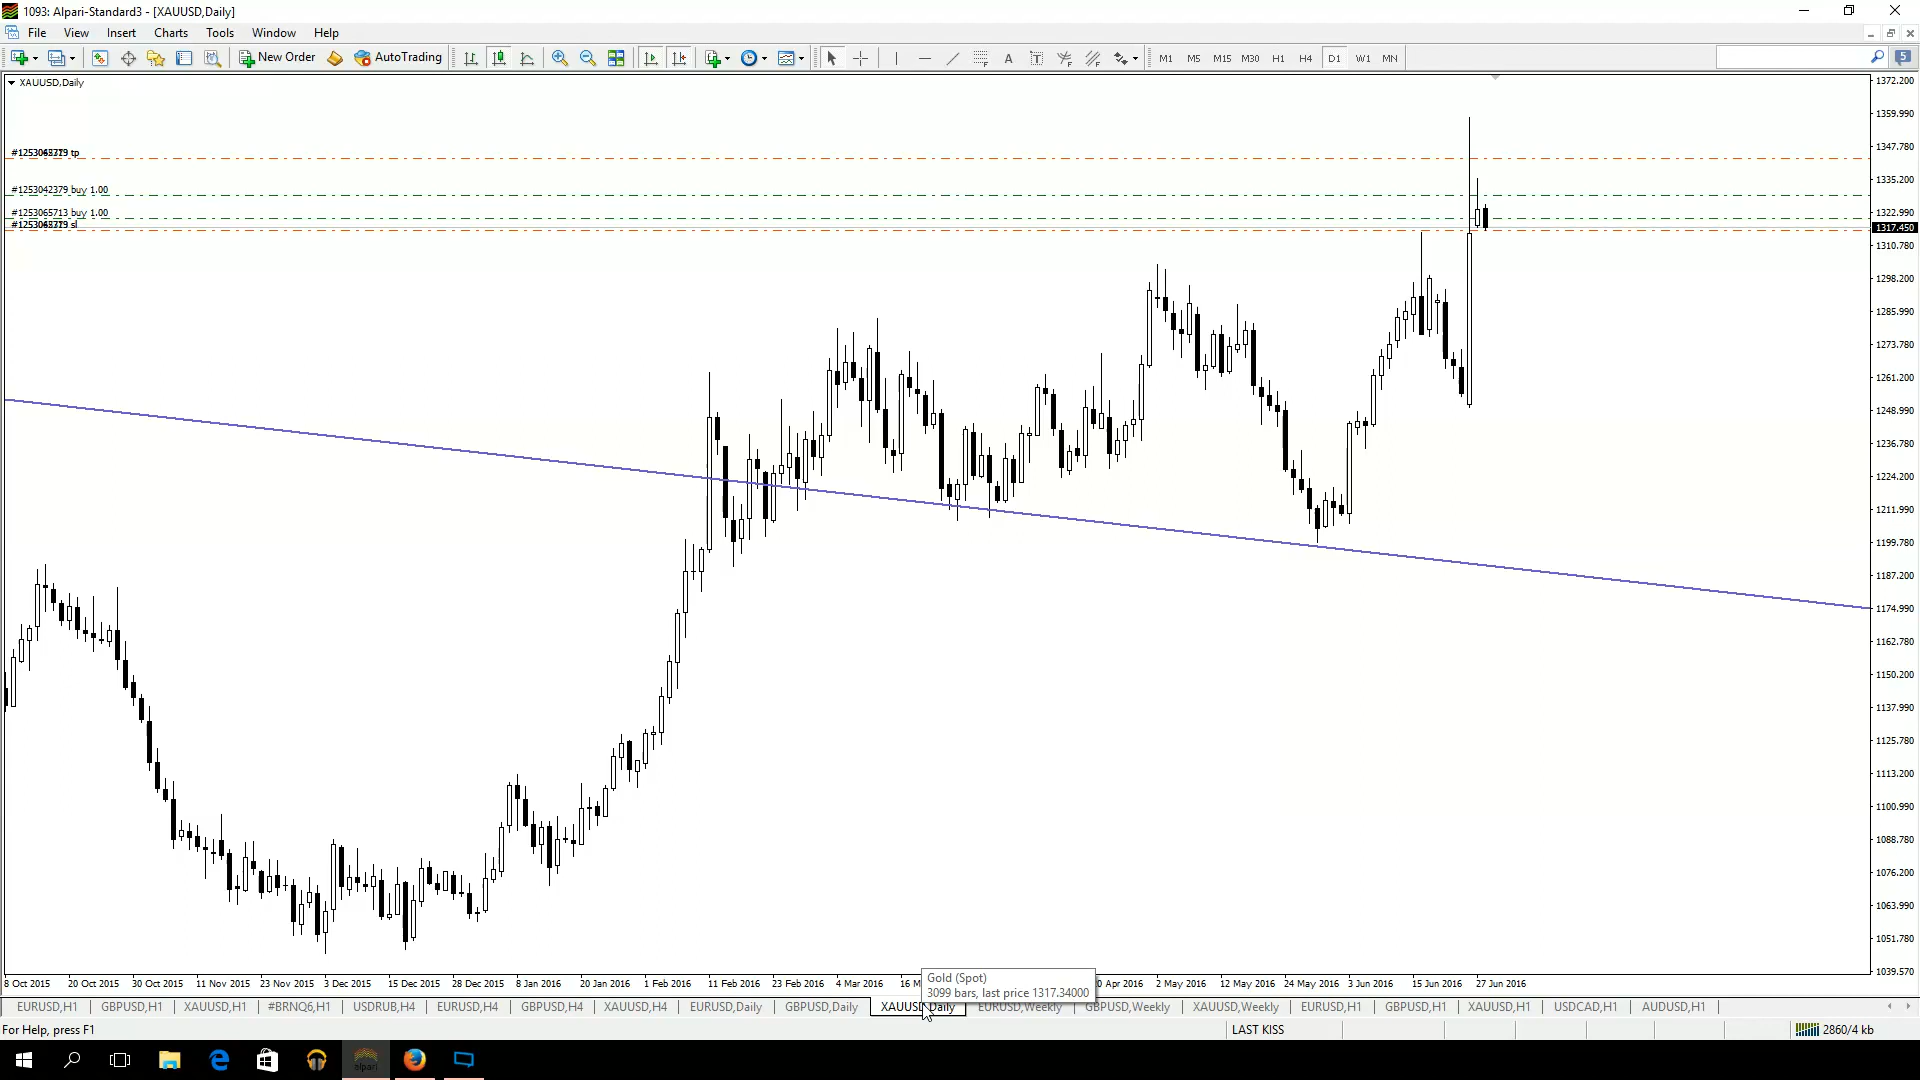 1093: Alpari-Standard3 - [XAUUSD,Daily]
File View Insert Charts Tools Window Help
New Order AutoTrading A T M1 M5 M15 M30 H1 H4 D1 W1 MN 5
XAUUSD,Daily
1372.200
1359.990
1347.780
tp
1335.200
#1253042379 buy 1.00
#1253065713 buy 1.00
1322.990
sl
1317.450
1310.780
1298.200
1285.990
1273.780
1261.200
1248.990
1236.780
1224.200
1211.990
1199.780
1187.200
1174.990
1162.780
1150.200
1137.990
1125.780
1113.200
1100.990
1088.780
1076.200
1063.990
1051.780
1039.570
Gold (Spot)
3099 bars, last price 1317.34000
8 Oct 2015 20 Oct 2015 30 Oct 2015 11 Nov 2015 23 Nov 2015 3 Dec 2015 15 Dec 2015 28 Dec 2015 8 Jan 2016 20 Jan 2016 1 Feb 2016 11 Feb 2016 23 Feb 2016 4 Mar 2016 16 M 0 Apr 2016 2 May 2016 12 May 2016 24 May 2016 3 Jun 2016 15 Jun 2016 27 Jun 2016
EURUSD,H1 GBPUSD,H1 XAUUSD,H1 #BRNQ6,H1 USDRUB,H4 EURUSD,H4 GBPUSD,H4 XAUUSD,H4 EURUSD,Daily GBPUSD,Daily XAUUSD,Daily EURUSD,Weekly GBPUSD,Weekly XAUUSD,Weekly EURUSD,H1 GBPUSD,H1 XAUUSD,H1 USDCAD,H1 AUDUSD,H1
For Help, press F1 LAST KISS 2860/4 kb
alpari